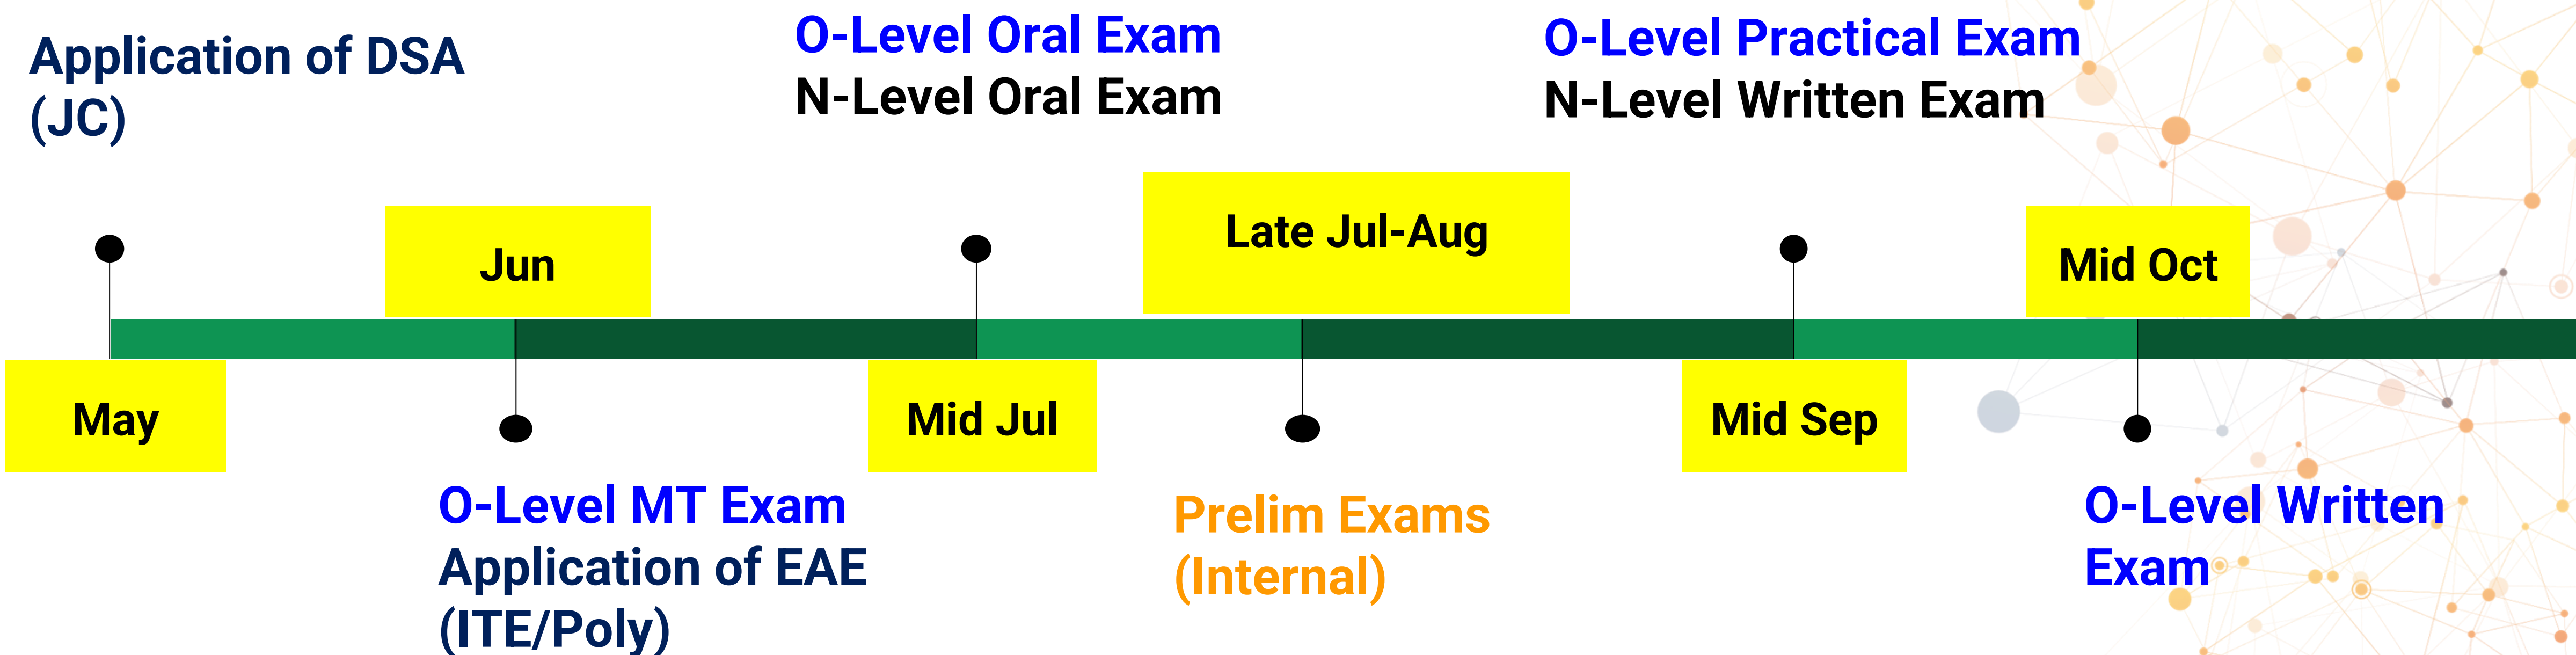 Application of DSA
(JC)
May
Jun
O-Level MT Exam
Application of EAE
(ITE/Poly)
O-Level Oral Exam
N-Level Oral Exam
Mid Jul
Late Jul-Aug
Prelim Exams
(Internal)
O-Level Practical Exam
N-Level Written Exam
Mid Sep
Mid Oct
O-Level Written
Exam